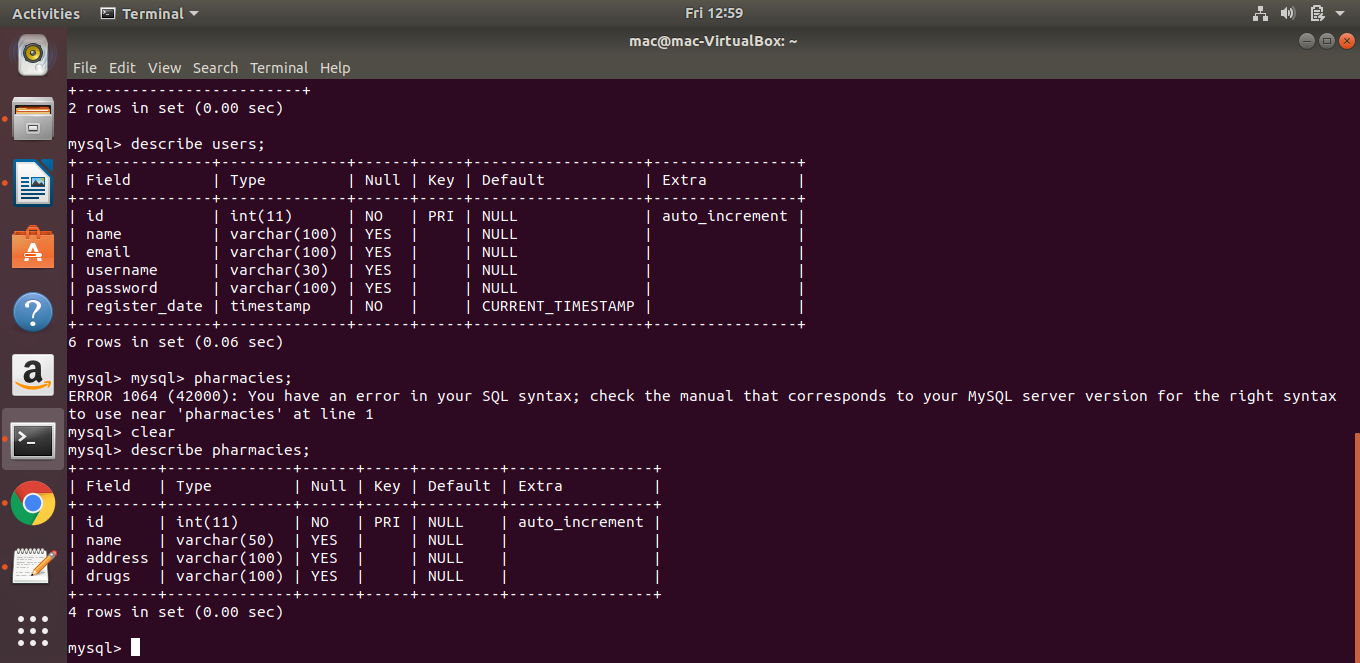 Activities Terminal Fri 12:59
mac@mac-VirtualBox: ~
File Edit View Search Terminal Help
+-------------------------+
2 rows in set (0.00 sec)
mysql> describe users;
+---------------+--------------+------+-----+-------------------+----------------+
| Field         | Type         | Null | Key | Default           | Extra          |
+---------------+--------------+------+-----+-------------------+----------------+
| id            | int(11)      | NO   | PRI | NULL              | auto_increment |
| name          | varchar(100) | YES  |     | NULL              |                |
| email         | varchar(100) | YES  |     | NULL              |                |
| username      | varchar(30)  | YES  |     | NULL              |                |
| password      | varchar(100) | YES  |     | NULL              |                |
| register_date | timestamp    | NO   |     | CURRENT_TIMESTAMP |                |
+---------------+--------------+------+-----+-------------------+----------------+
6 rows in set (0.06 sec)
mysql> mysql> pharmacies;
ERROR 1064 (42000): You have an error in your SQL syntax; check the manual that corresponds to your MySQL server version for the right syntax
to use near 'pharmacies' at line 1
mysql> clear
mysql> describe pharmacies;
+---------+--------------+------+-----+---------+----------------+
| Field   | Type         | Null | Key | Default | Extra          |
+---------+--------------+------+-----+---------+----------------+
| id      | int(11)      | NO   | PRI | NULL    | auto_increment |
| name    | varchar(50)  | YES  |     | NULL    |                |
| address | varchar(100) | YES  |     | NULL    |                |
| drugs   | varchar(100) | YES  |     | NULL    |                |
+---------+--------------+------+-----+---------+----------------+
4 rows in set (0.00 sec)
mysql>